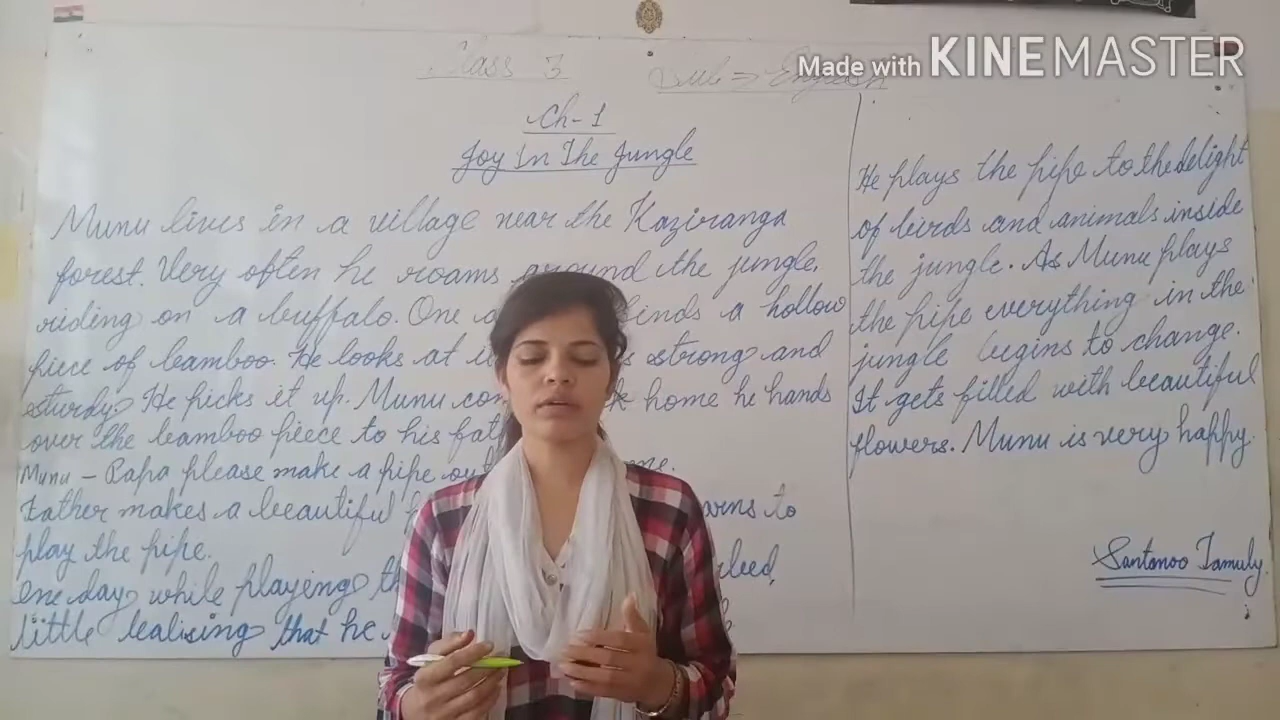 Class 3
Sub => English
Made with KINEMASTER
Ch-1
Joy In The Jungle
Munu lives in a village near the Kaziranga
forest. Very often he roams around the jungle,
riding on a buffalo. One finds a hollow
piece of bamboo. He looks at strong and
sturdy. He picks it up. Munu home he hands
over the bamboo piece to his
Munu - Papa please make a pipe
Father makes a beautiful to
play the pipe.
One day, while playing
little realising that he
He plays the pipe to the delight
of birds and animals inside
the jungle. As Munu plays
the pipe everything in the
jungle begins to change.
It gets filled with beautiful
flowers. Munu is very happy.
Santanoo Tamuly